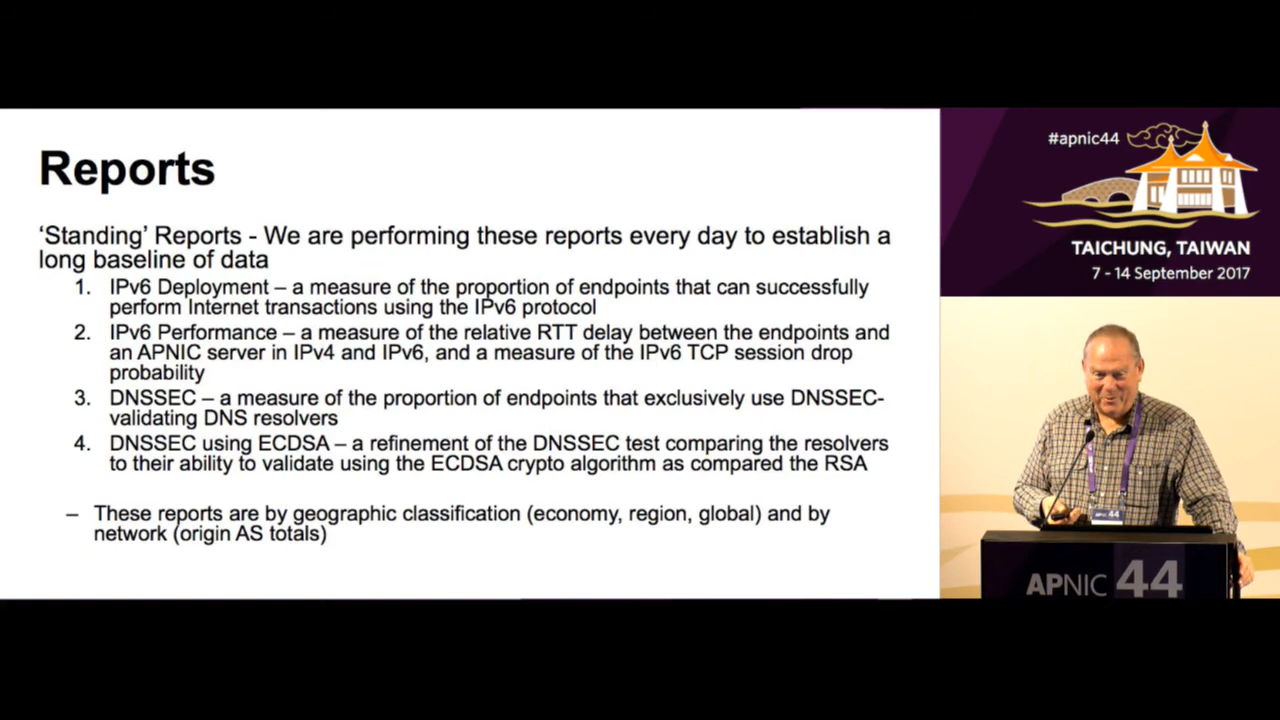 Reports
‘Standing’ Reports - We are performing these reports every day to establish a
long baseline of data
1. IPv6 Deployment – a measure of the proportion of endpoints that can successfully
perform Internet transactions using the IPv6 protocol
2. IPv6 Performance – a measure of the relative RTT delay between the endpoints and
an APNIC server in IPv4 and IPv6, and a measure of the IPv6 TCP session drop
probability
3. DNSSEC – a measure of the proportion of endpoints that exclusively use DNSSEC-
validating DNS resolvers
4. DNSSEC using ECDSA – a refinement of the DNSSEC test comparing the resolvers
to their ability to validate using the ECDSA crypto algorithm as compared the RSA
– These reports are by geographic classification (economy, region, global) and by
network (origin AS totals)
#apnic44
TAICHUNG, TAIWAN
7 - 14 September 2017
APNIC 44
APNIC 44